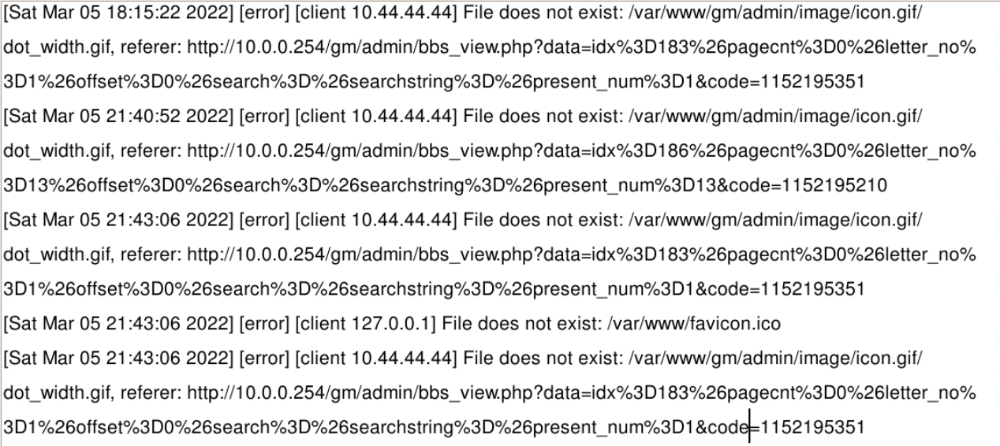 [Sat Mar 05 18:15:22 2022] [error] [client 10.44.44.44] File does not exist: /var/www/gm/admin/image/icon.gif/
dot_width.gif, referer: http://10.0.0.254/gm/admin/bbs_view.php?data=idx%3D183%26pagecnt%3D0%26letter_no%
3D1%26offset%3D0%26search%3D%26searchstring%3D%26present_num%3D1&code=1152195351
[Sat Mar 05 21:40:52 2022] [error] [client 10.44.44.44] File does not exist: /var/www/gm/admin/image/icon.gif/
dot_width.gif, referer: http://10.0.0.254/gm/admin/bbs_view.php?data=idx%3D186%26pagecnt%3D0%26letter_no%
3D13%26offset%3D0%26search%3D%26searchstring%3D%26present_num%3D13&code=1152195210
[Sat Mar 05 21:43:06 2022] [error] [client 10.44.44.44] File does not exist: /var/www/gm/admin/image/icon.gif/
dot_width.gif, referer: http://10.0.0.254/gm/admin/bbs_view.php?data=idx%3D183%26pagecnt%3D0%26letter_no%
3D1%26offset%3D0%26search%3D%26searchstring%3D%26present_num%3D1&code=1152195351
[Sat Mar 05 21:43:06 2022] [error] [client 127.0.0.1] File does not exist: /var/www/favicon.ico
[Sat Mar 05 21:43:06 2022] [error] [client 10.44.44.44] File does not exist: /var/www/gm/admin/image/icon.gif/
dot_width.gif, referer: http://10.0.0.254/gm/admin/bbs_view.php?data=idx%3D183%26pagecnt%3D0%26letter_no%
3D1%26offset%3D0%26search%3D%26searchstring%3D%26present_num%3D1&code=1152195351